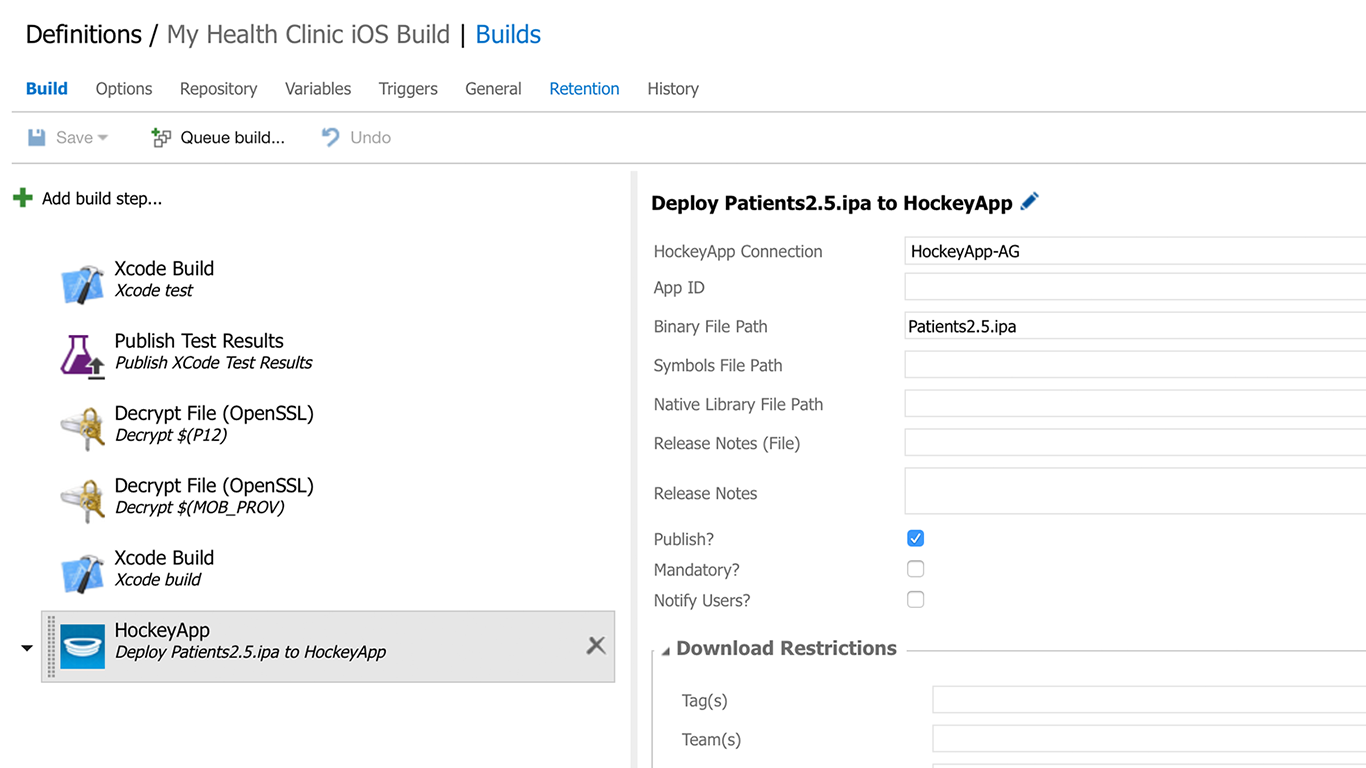 Definitions / My Health Clinic iOS Build | Builds
Build Options Repository Variables Triggers General Retention History
Save Queue build... Undo
Add build step...
Xcode Build
Xcode test
Publish Test Results
Publish XCode Test Results
Decrypt File (OpenSSL)
Decrypt $(P12)
Decrypt File (OpenSSL)
Decrypt $(MOB_PROV)
Xcode Build
Xcode build
HockeyApp
Deploy Patients2.5.ipa to HockeyApp
Deploy Patients2.5.ipa to HockeyApp
HockeyApp Connection HockeyApp-AG
App ID
Binary File Path Patients2.5.ipa
Symbols File Path
Native Library File Path
Release Notes (File)
Release Notes
Publish?
Mandatory?
Notify Users?
Download Restrictions
Tag(s)
Team(s)